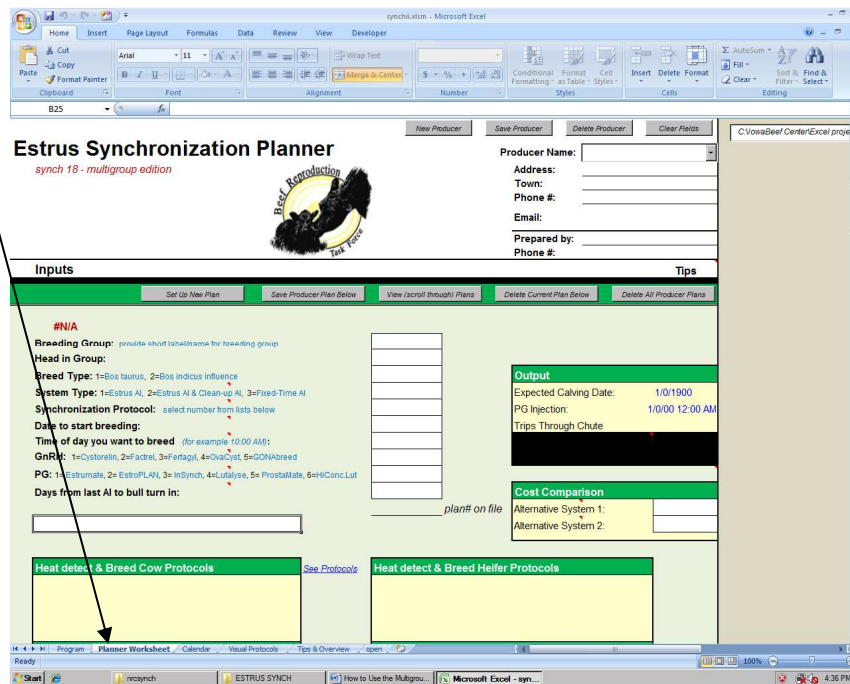 synchii.xlsm - Microsoft Excel
Home Insert Page Layout Formulas Data Review View Developer
Paste
Cut
Copy
Format Painter
Clipboard
Arial 11
Font
Wrap Text
Merge & Center
Alignment
Number
Conditional Formatting
Format as Table
Cell Styles
Styles
Insert Delete Format
Cells
AutoSum
Fill
Clear
Sort & Filter
Find & Select
Editing
B25 fx
New Producer Save Producer Delete Producer Clear Fields
Estrus Synchronization Planner
synch 18 - multigroup edition
Beef Reproduction
Task Force
Producer Name:
Address:
Town:
Phone #:
Email:
Prepared by:
Phone #:
C:\IowaBeef Center\Excel proje
Inputs Tips
Set Up New Plan Save Producer Plan Below View (scroll through) Plans Delete Current Plan Below Delete All Producer Plans
#N/A
Breeding Group: provide short label/name for breeding group
Head in Group:
Breed Type: 1=Bos taurus, 2=Bos indicus influence
System Type: 1=Estrus AI, 2=Estrus AI & Clean-up AI, 3=Fixed-Time AI
Synchronization Protocol: select number from lists below
Date to start breeding:
Time of day you want to breed (for example 10:00 AM):
GnRH: 1=Cystorelin, 2=Factrel, 3=Fertagyl, 4=OvaCyst, 5=GONAbreed
PG: 1= Estrumate, 2= EstroPLAN, 3= InSynch, 4=Lutalyse, 5= ProstaMate, 6=HiConc.Lut
Days from last AI to bull turn in:
plan# on file
Output
Expected Calving Date: 1/0/1900
PG Injection: 1/0/00 12:00 AM
Trips Through Chute
Cost Comparison
Alternative System 1:
Alternative System 2:
Heat detect & Breed Cow Protocols See Protocols Heat detect & Breed Heifer Protocols
Program Planner Worksheet Calendar Visual Protocols Tips & Overview open
Ready 100%
Start nrcsynch ESTRUS SYNCH How to Use the Multigrou... Microsoft Excel - syn... 4:36 PM